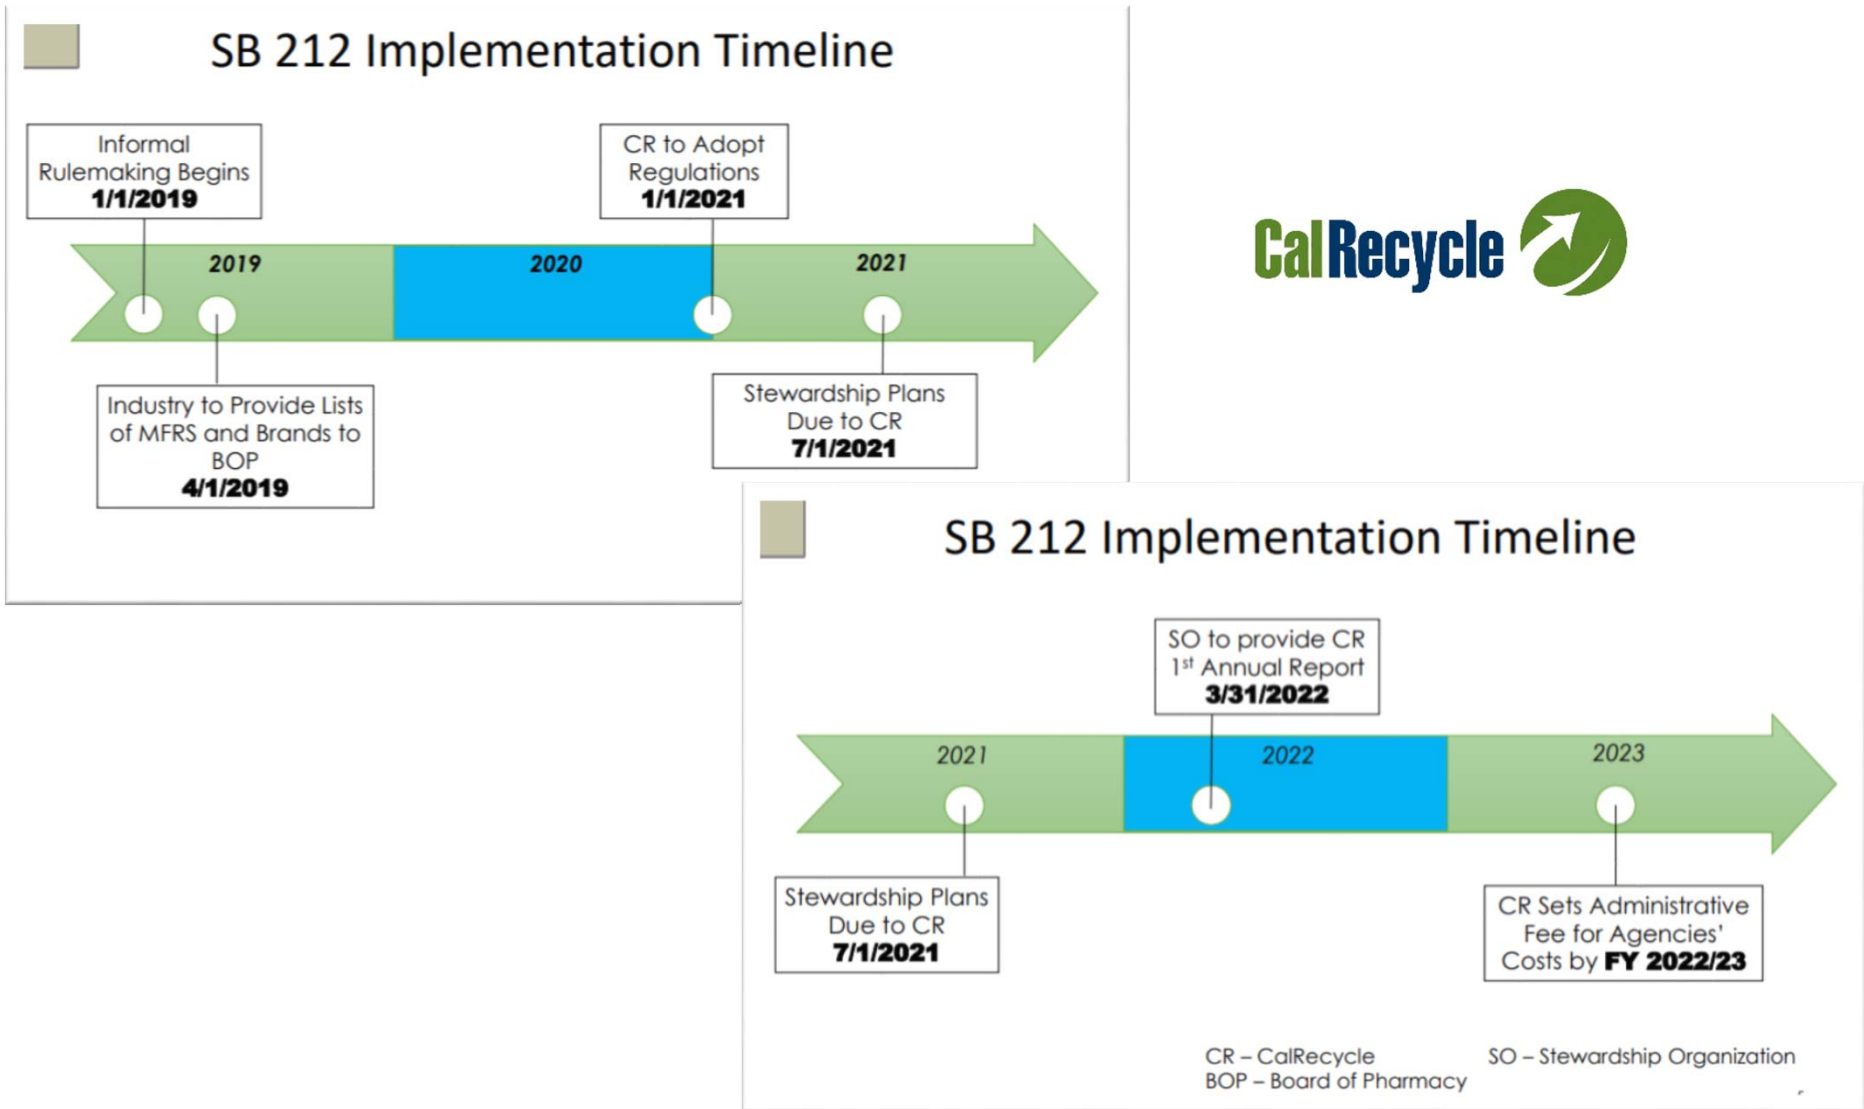 SB 212 Implementation Timeline
Informal
Rulemaking Begins
1/1/2019
CR to Adopt
Regulations
1/1/2021
2019
2020
2021
Industry to Provide Lists
of MFRS and Brands to
BOP
4/1/2019
Stewardship Plans
Due to CR
7/1/2021
CalRecycle
SB 212 Implementation Timeline
SO to provide CR
1st Annual Report
3/31/2022
2021
2022
2023
Stewardship Plans
Due to CR
7/1/2021
CR Sets Administrative
Fee for Agencies'
Costs by FY 2022/23
CR – CalRecycle
BOP – Board of Pharmacy
SO – Stewardship Organization